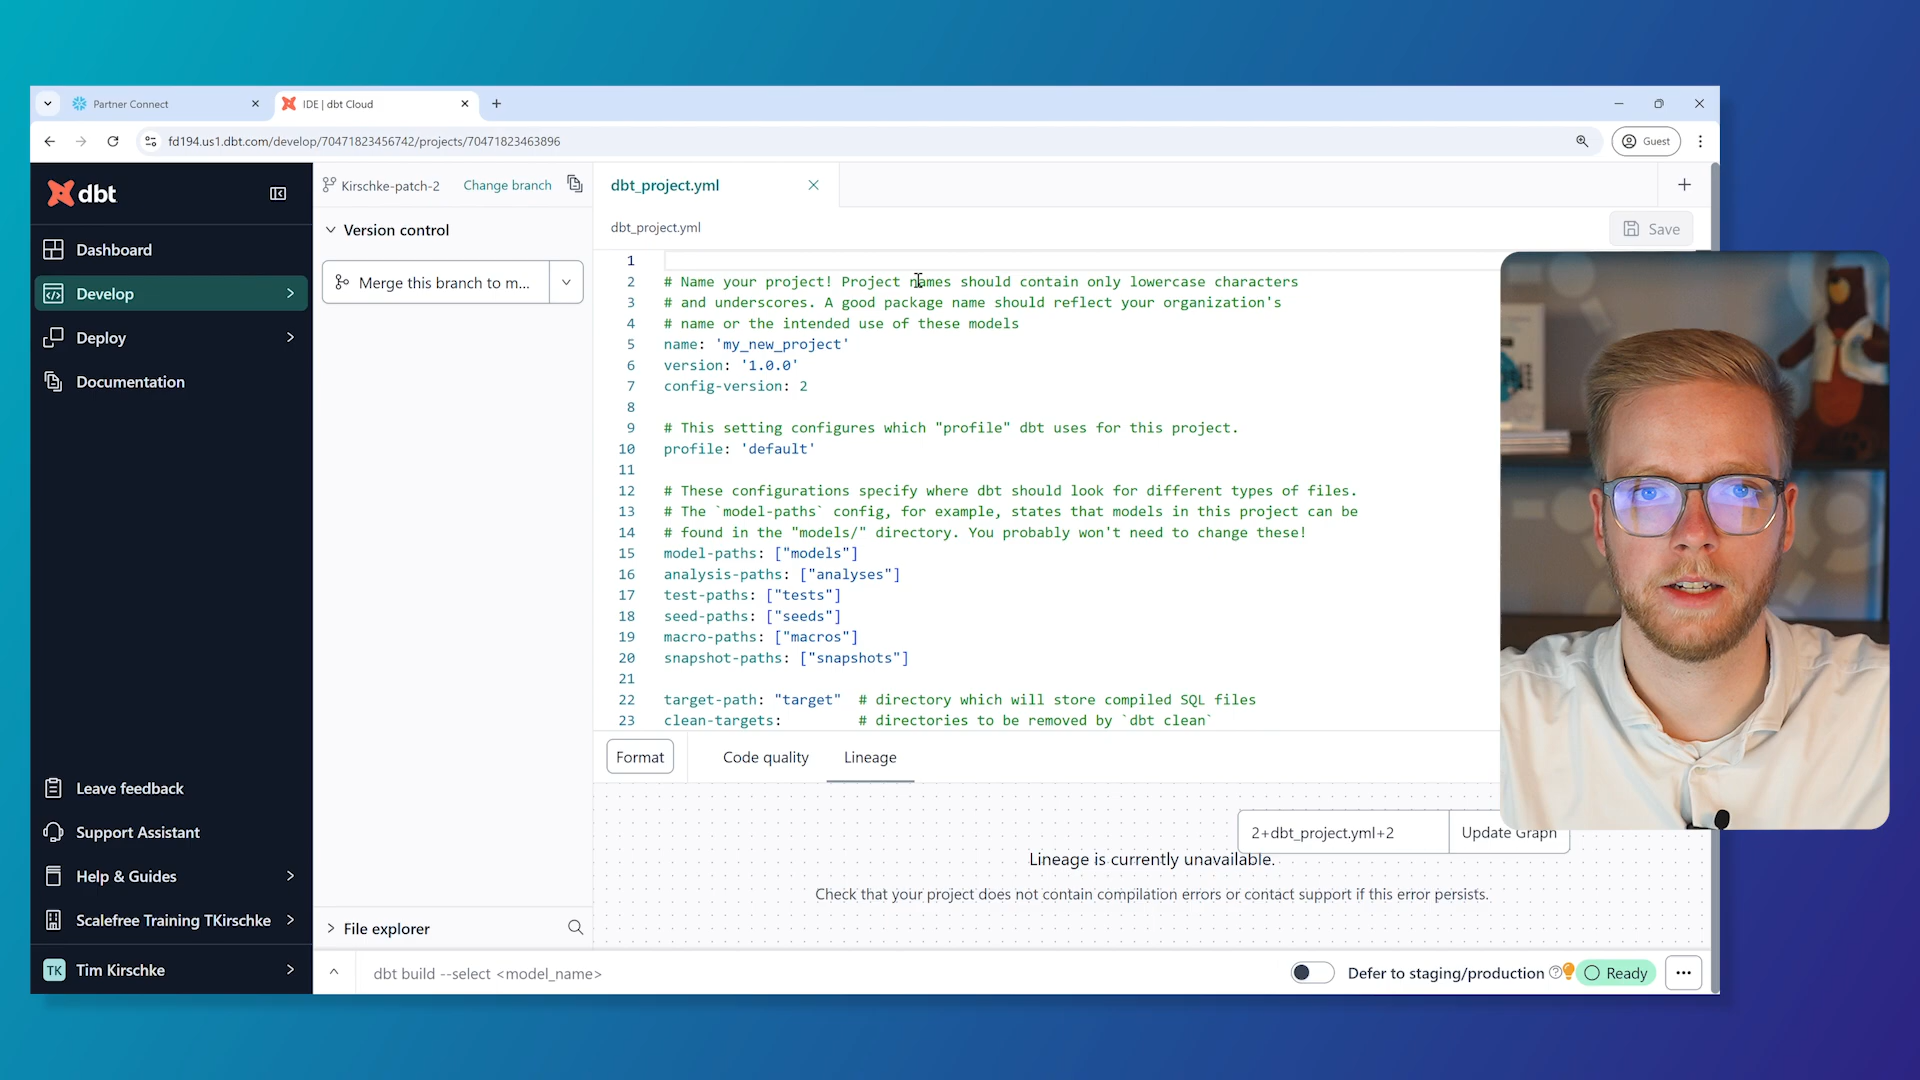 Partner Connect
IDE | dbt Cloud
fd194.us1.dbt.com/develop/70471823456742/projects/70471823463896
Guest
dbt
Dashboard
Develop
Deploy
Documentation
Leave feedback
Support Assistant
Help & Guides
Scalefree Training TKirschke
TK Tim Kirschke
Kirschke-patch-2 Change branch
Version control
Merge this branch to m...
File explorer
dbt_project.yml
dbt_project.yml
Save
1
2 # Name your project! Project names should contain only lowercase characters
3 # and underscores. A good package name should reflect your organization's
4 # name or the intended use of these models
5 name: 'my_new_project'
6 version: '1.0.0'
7 config-version: 2
8
9 # This setting configures which "profile" dbt uses for this project.
10 profile: 'default'
11
12 # These configurations specify where dbt should look for different types of files.
13 # The `model-paths` config, for example, states that models in this project can be
14 # found in the "models/" directory. You probably won't need to change these!
15 model-paths: ["models"]
16 analysis-paths: ["analyses"]
17 test-paths: ["tests"]
18 seed-paths: ["seeds"]
19 macro-paths: ["macros"]
20 snapshot-paths: ["snapshots"]
21
22 target-path: "target" # directory which will store compiled SQL files
23 clean-targets: # directories to be removed by `dbt clean`
Format Code quality Lineage
2+dbt_project.yml+2 Update Graph
Lineage is currently unavailable.
Check that your project does not contain compilation errors or contact support if this error persists.
dbt build --select <model_name>
Defer to staging/production
Ready